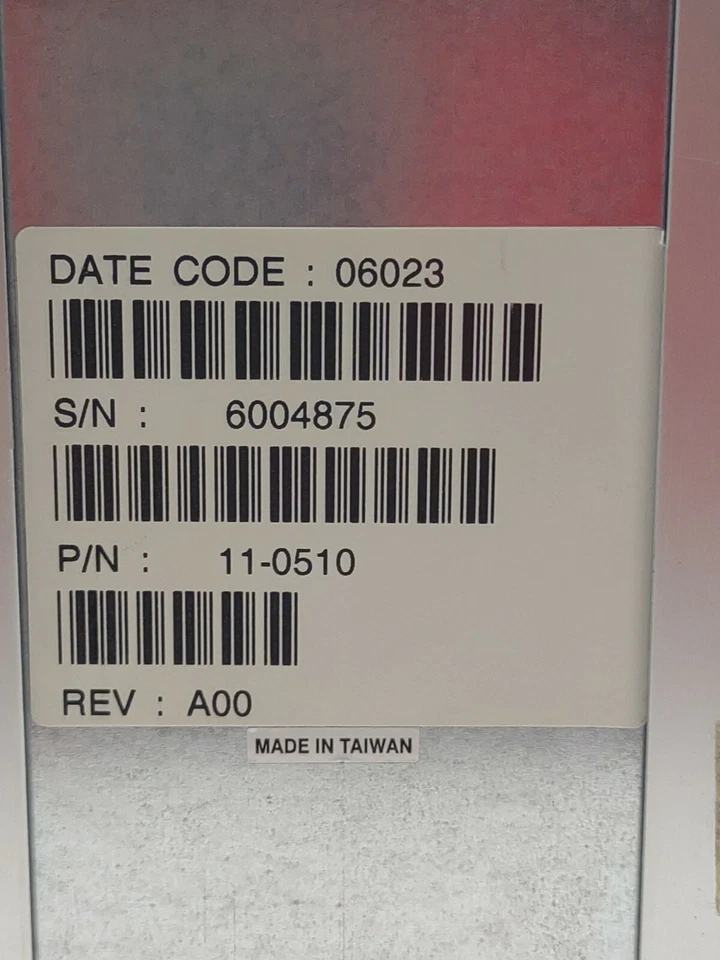 DATE CODE : 06023
S/N : 6004875
P/N : 11-0510
REV : A00
MADE IN TAIWAN